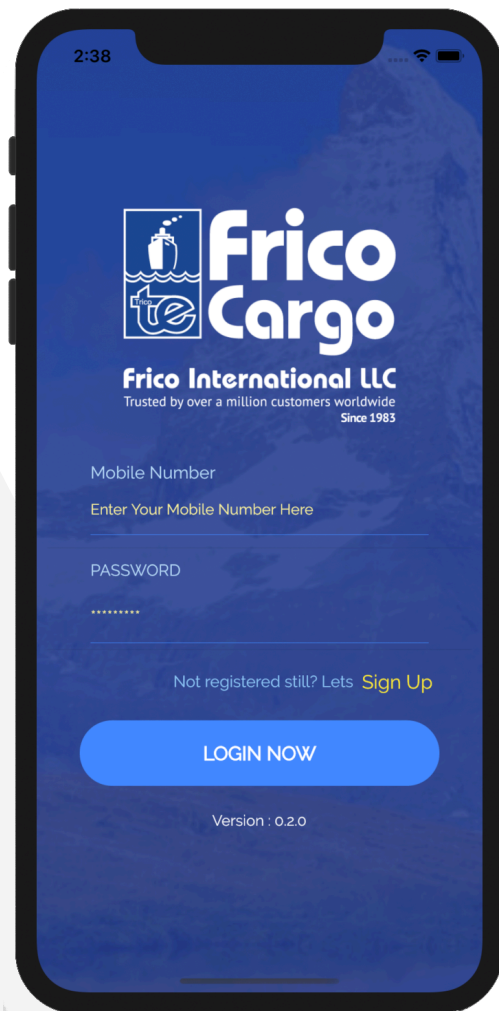 2:38
Frico
Cargo
Trico
te
Frico International LLC
Trusted by over a million customers worldwide
Since 1983
Mobile Number
Enter Your Mobile Number Here
PASSWORD
*********
Not registered still? Lets Sign Up
LOGIN NOW
Version : 0.2.0